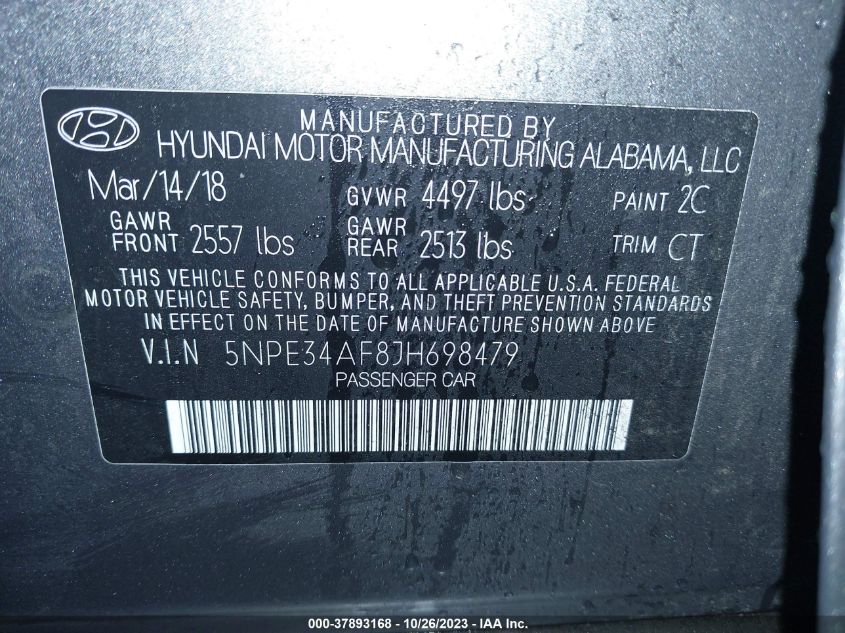 MANUFACTURED BY
HYUNDAI MOTOR MANUFACTURING ALABAMA, LLC
Mar/14/18 GVWR 4497 lbs PAINT 2C
GAWR FRONT 2557 lbs GAWR REAR 2513 lbs TRIM CT
THIS VEHICLE CONFORMS TO ALL APPLICABLE U.S.A. FEDERAL
MOTOR VEHICLE SAFETY, BUMPER, AND THEFT PREVENTION STANDARDS
IN EFFECT ON THE DATE OF MANUFACTURE SHOWN ABOVE
V.I.N 5NPE34AF8JH698479
PASSENGER CAR
000-37893168 - 10/26/2023 - © IAA Inc.